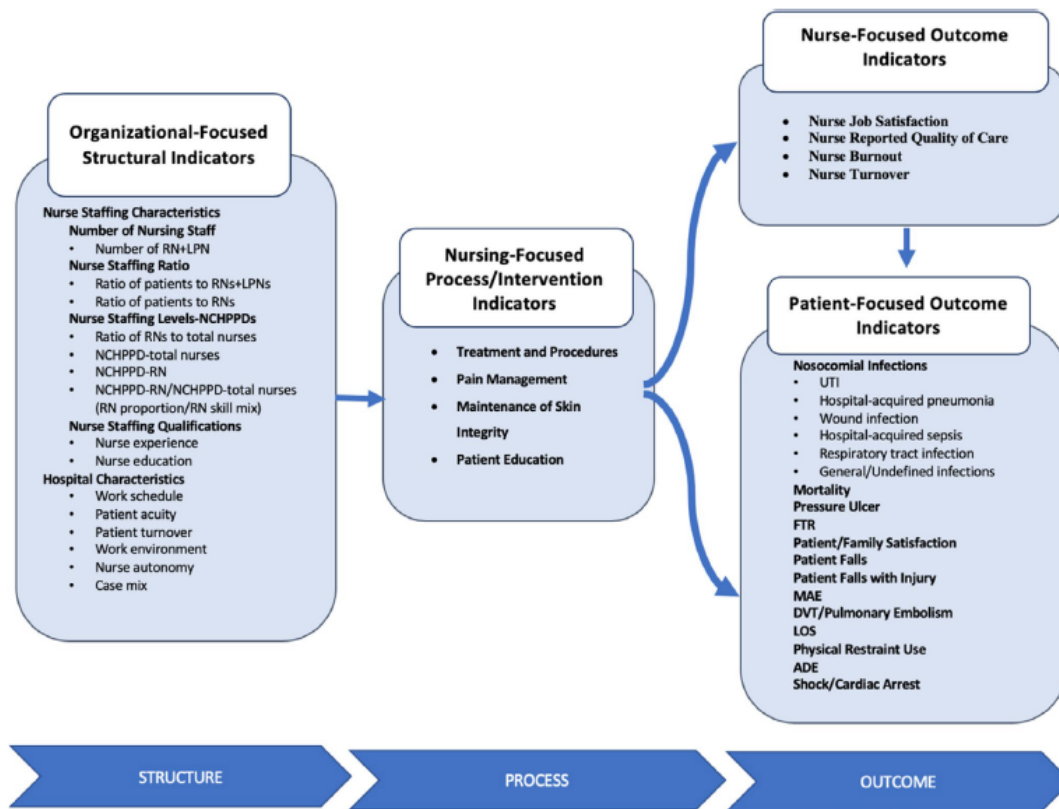 Organizational-Focused
Structural Indicators
Nurse Staffing Characteristics
Number of Nursing Staff
• Number of RN+LPN
Nurse Staffing Ratio
• Ratio of patients to RNs+LPNs
• Ratio of patients to RNs
Nurse Staffing Levels-NCHPPDs
• Ratio of RNs to total nurses
• NCHPPD-total nurses
• NCHPPD-RN
• NCHPPD-RN/NCHPPD-total nurses
(RN proportion/RN skill mix)
Nurse Staffing Qualifications
• Nurse experience
• Nurse education
Hospital Characteristics
• Work schedule
• Patient acuity
• Patient turnover
• Work environment
• Nurse autonomy
• Case mix
Nursing-Focused
Process/Intervention
Indicators
• Treatment and Procedures
• Pain Management
• Maintenance of Skin
Integrity
• Patient Education
Nurse-Focused Outcome
Indicators
• Nurse Job Satisfaction
• Nurse Reported Quality of Care
• Nurse Burnout
• Nurse Turnover
Patient-Focused Outcome
Indicators
Nosocomial Infections
• UTI
• Hospital-acquired pneumonia
• Wound infection
• Hospital-acquired sepsis
• Respiratory tract infection
• General/Undefined infections
Mortality
Pressure Ulcer
FTR
Patient/Family Satisfaction
Patient Falls
Patient Falls with Injury
MAE
DVT/Pulmonary Embolism
LOS
Physical Restraint Use
ADE
Shock/Cardiac Arrest
STRUCTURE
PROCESS
OUTCOME